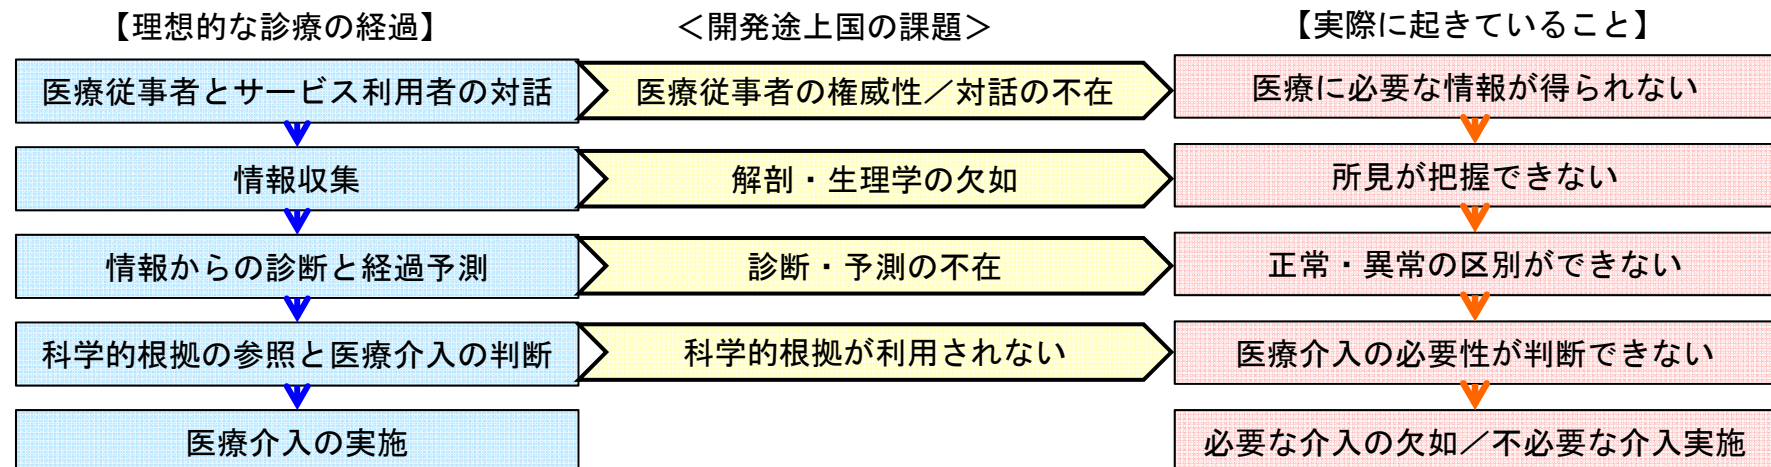 【理想的な診療の経過】 ＜開発途上国の課題＞ 【実際に起きていること】
医療従事者とサービス利用者の対話 医療従事者の権威性／対話の不在 医療に必要な情報が得られない
情報収集 解剖・生理学の欠如 所見が把握できない
情報からの診断と経過予測 診断・予測の不在 正常・異常の区別ができない
科学的根拠の参照と医療介入の判断 科学的根拠が利用されない 医療介入の必要性が判断できない
医療介入の実施 必要な介入の欠如／不必要な介入実施